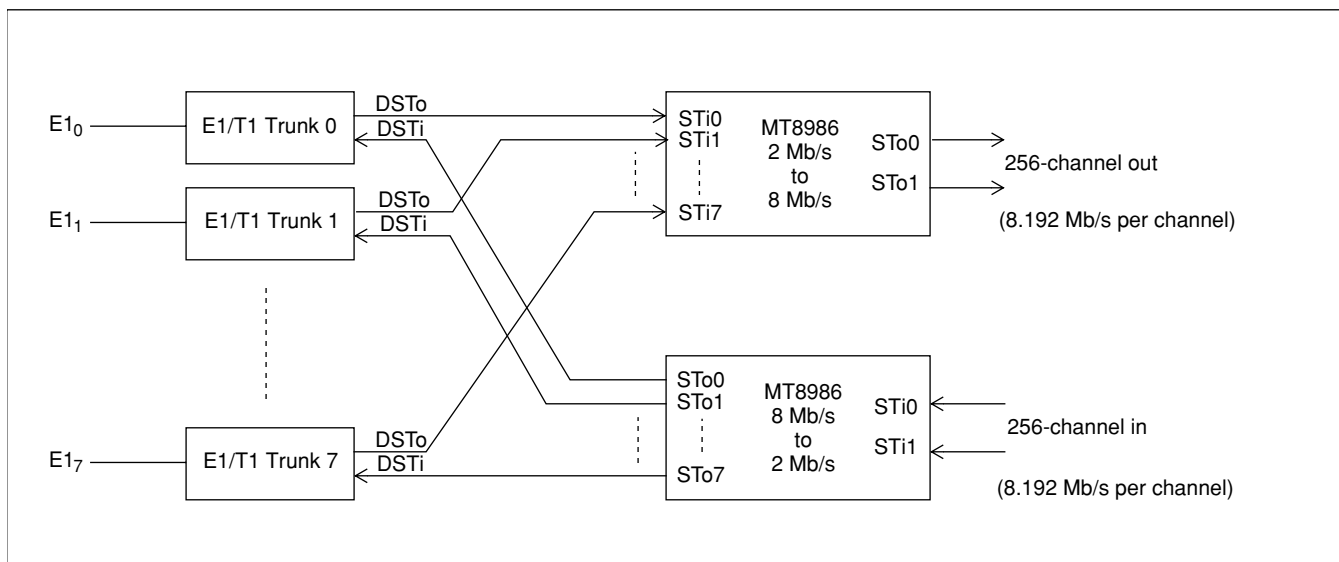 E1₀
E1/T1 Trunk 0
DSTo
DSTi
E1₁
E1/T1 Trunk 1
DSTo
DSTi
E1₇
E1/T1 Trunk 7
DSTo
DSTi
STi0
STi1
STi7
MT8986
2 Mb/s
to
8 Mb/s
STo0
STo1
256-channel out
(8.192 Mb/s per channel)
STo0
STo1
STo7
MT8986
8 Mb/s
to
2 Mb/s
STi0
STi1
256-channel in
(8.192 Mb/s per channel)